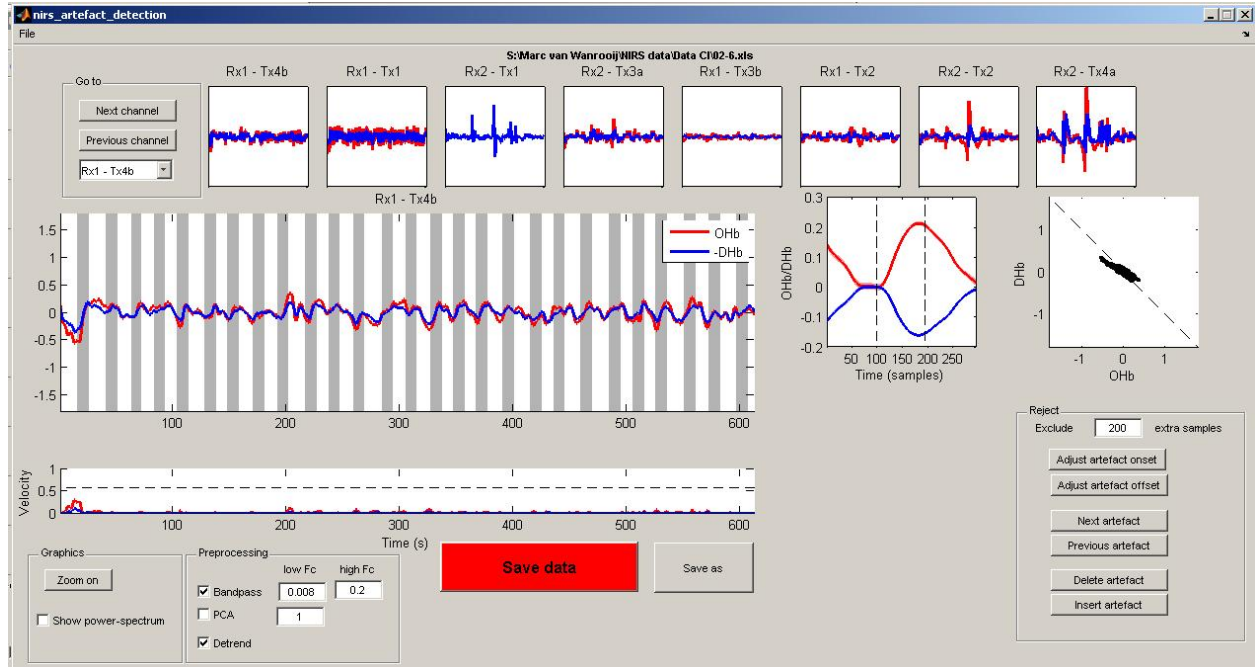 nirs_artefact_detection
File
S:\Marc van Wanrooij\NIRS data\Data CI\02-6.xls
Rx1 - Tx4b Rx1 - Tx1 Rx2 - Tx1 Rx2 - Tx3a Rx1 - Tx3b Rx1 - Tx2 Rx2 - Tx2 Rx2 - Tx4a
Go to
Next channel
Previous channel
Rx1 - Tx4b
Rx1 - Tx4b
1.5
1
0.5
0
-0.5
-1
-1.5
OHb
-DHb
100 200 300 400 500 600
OHb/DHb
0.3
0.2
0.1
0
-0.1
-0.2
50 100 150 200 250
Time (samples)
DHb
1
0
-1
-1 0 1
OHb
Velocity
1
0.5
0
100 200 300 400 500 600
Time (s)
Reject
Exclude 200 extra samples
Adjust artefact onset
Adjust artefact offset
Next artefact
Previous artefact
Delete artefact
Insert artefact
Graphics
Zoom on
Show power-spectrum
Preprocessing
low Fc high Fc
Bandpass 0.008 0.2
PCA 1
Detrend
Save data
Save as